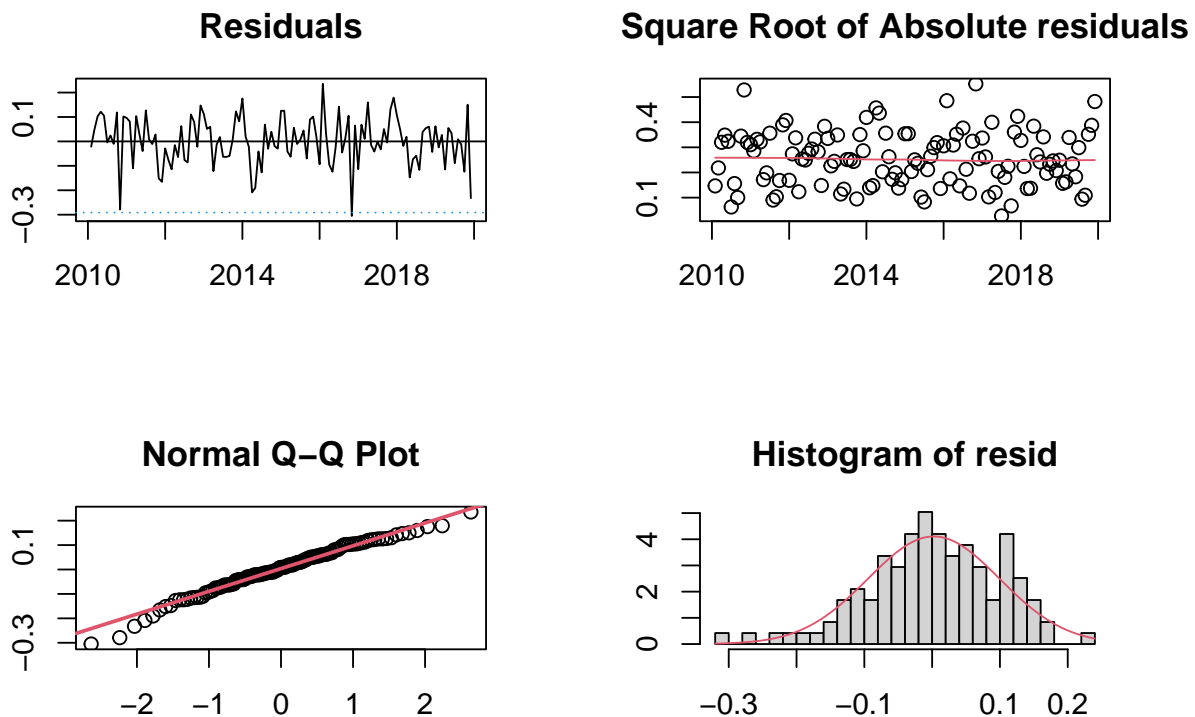 Residuals
0.1
−0.3
2010 2014 2018
Square Root of Absolute residuals
0.4
0.1
2010 2014 2018
Normal Q−Q Plot
0.1
−0.3
−2 −1 0 1 2
Histogram of resid
4
2
0
−0.3 −0.1 0.1 0.2